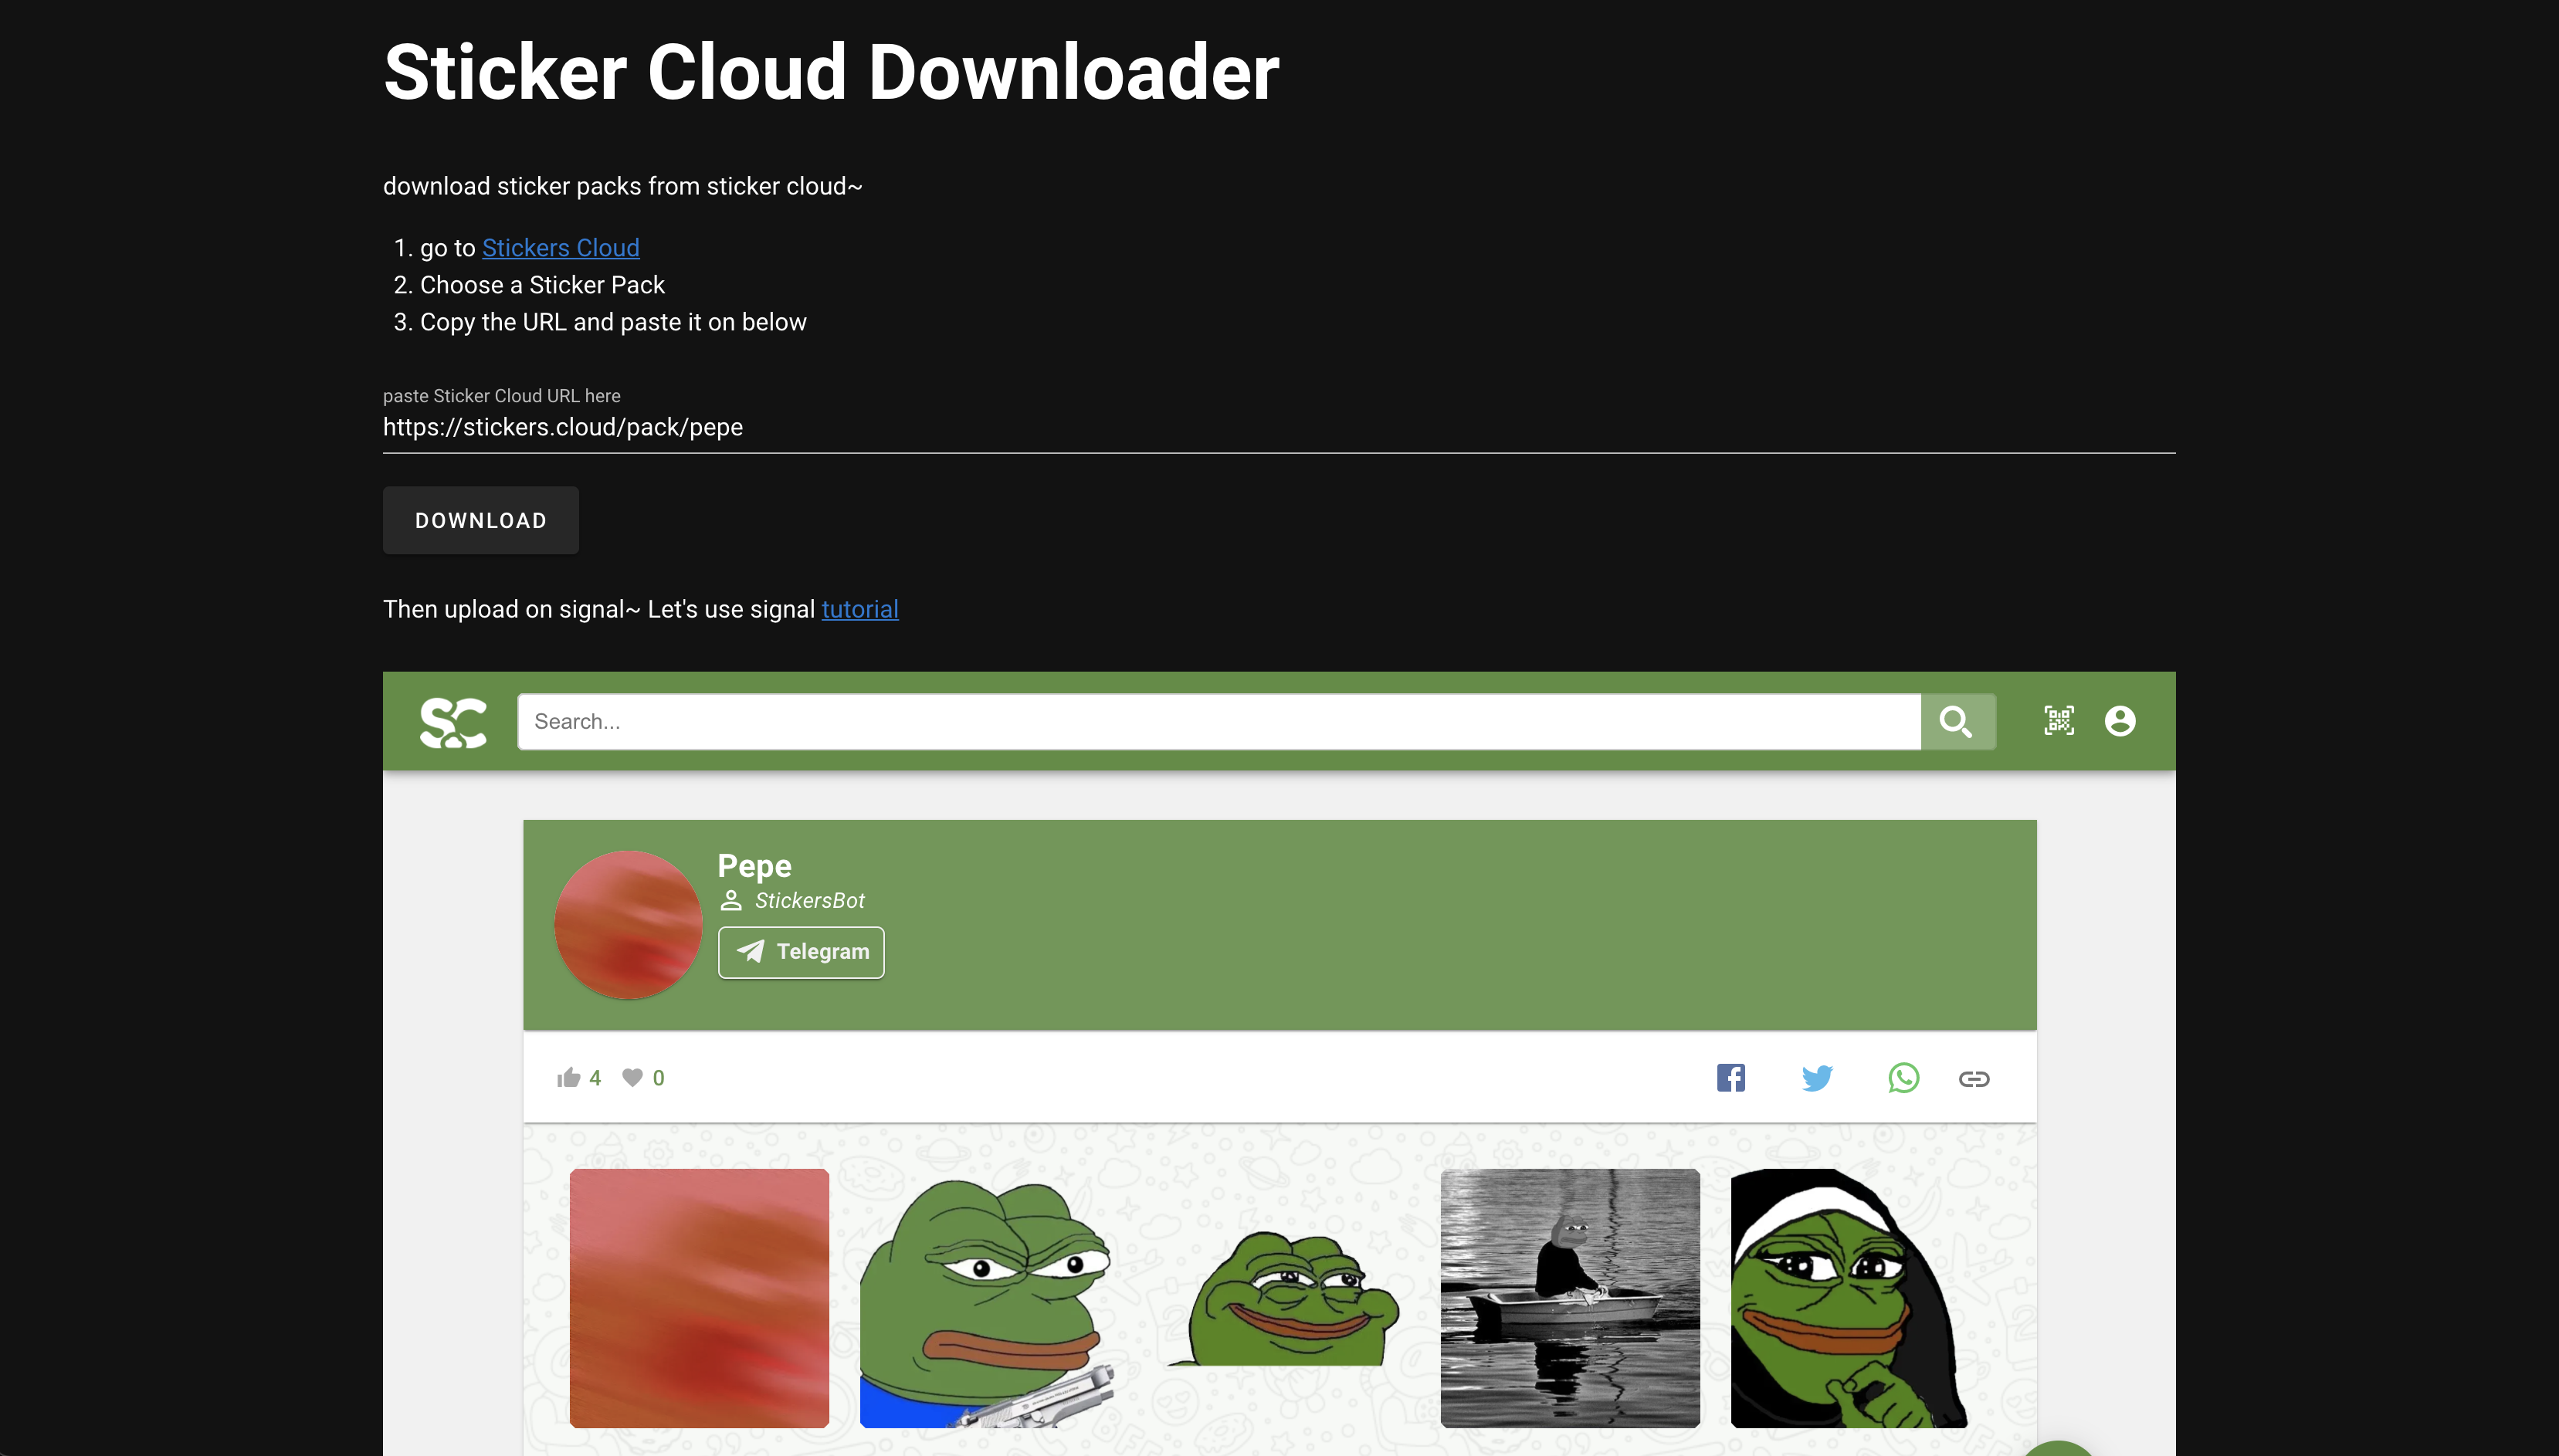 Sticker Cloud Downloader
download sticker packs from sticker cloud~
1. go to Stickers Cloud
2. Choose a Sticker Pack
3. Copy the URL and paste it on below
paste Sticker Cloud URL here
https://stickers.cloud/pack/pepe
DOWNLOAD
Then upload on signal~ Let's use signal tutorial
SC
Search...
Pepe
StickersBot
Telegram
4
0